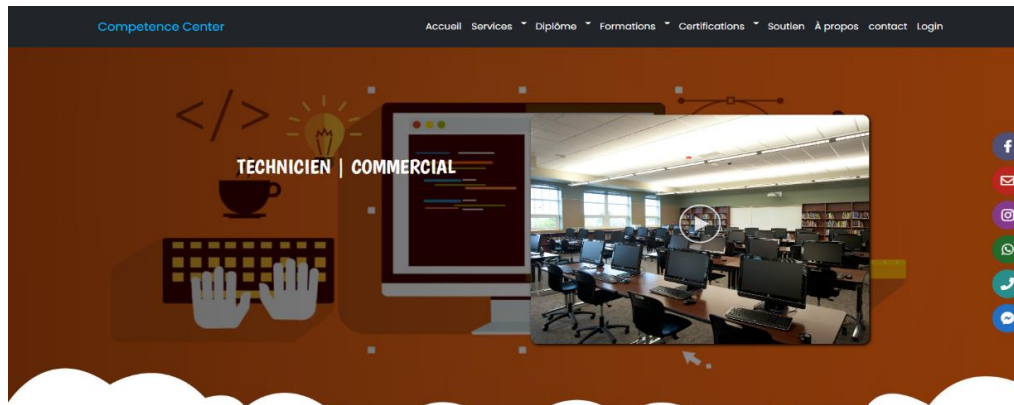 Competence Center
Accueil Services Diplôme Formations Certifications Soutien À propos contact Login
TECHNICIEN | COMMERCIAL